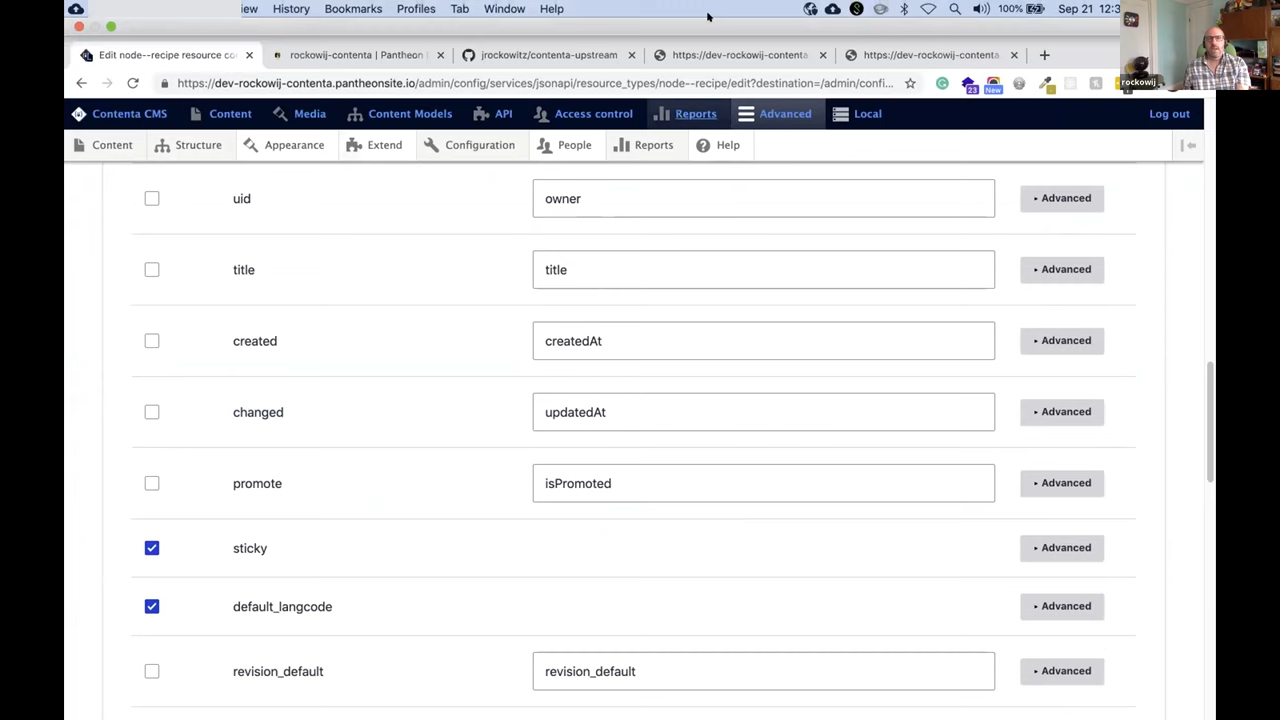 iew History Bookmarks Profiles Tab Window Help 100% Sep 21 12:3
Edit node--recipe resource co rockowij-contenta | Pantheon jrockowitz/contenta-upstream https://dev-rockowij-contenta https://dev-rockowij-contenta
https://dev-rockowij-contenta.pantheonsite.io/admin/config/services/jsonapi/resource_types/node--recipe/edit?destination=/admin/confi...
23 New
rockowij
Contenta CMS Content Media Content Models API Access control Reports Advanced Local Log out
Content Structure Appearance Extend Configuration People Reports Help
uid owner Advanced
title title Advanced
created createdAt Advanced
changed updatedAt Advanced
promote isPromoted Advanced
sticky Advanced
default_langcode Advanced
revision_default revision_default Advanced